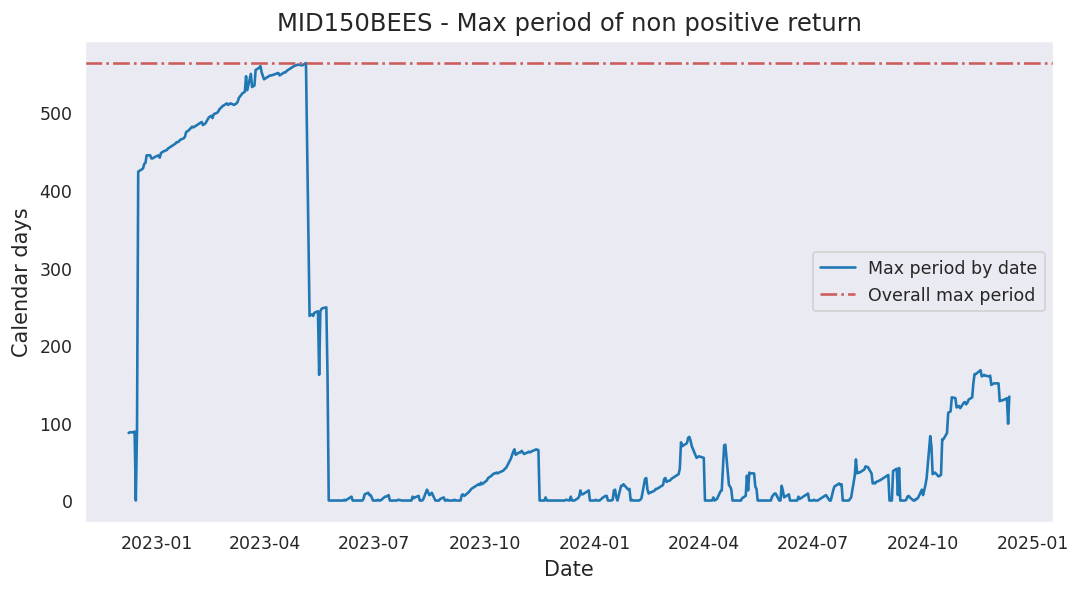 MID150BEES - Max period of non positive return
Calendar days
500
400
300
200
100
0
Max period by date
Overall max period
2023-01 2023-04 2023-07 2023-10 2024-01 2024-04 2024-07 2024-10 2025-01
Date